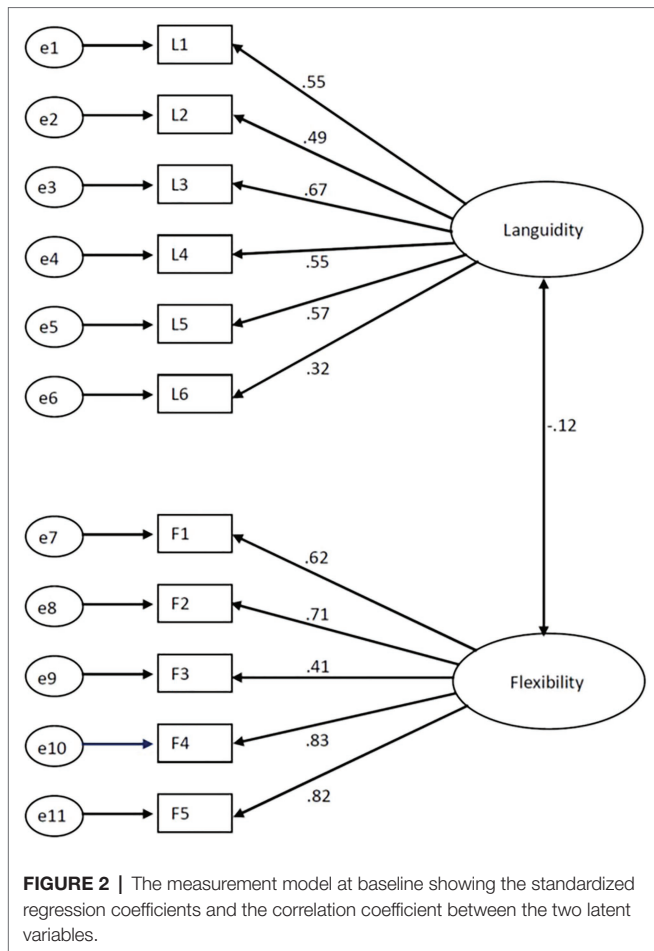 e1 L1
.55
e2 L2
.49
e3 L3
.67
Languidity
e4 L4
.55
e5 L5
.57
e6 L6
.32
-.12
e7 F1
.62
e8 F2
.71
e9 F3
.41
Flexibility
e10 F4
.83
e11 F5
.82
FIGURE 2 | The measurement model at baseline showing the standardized
regression coefficients and the correlation coefficient between the two latent
variables.